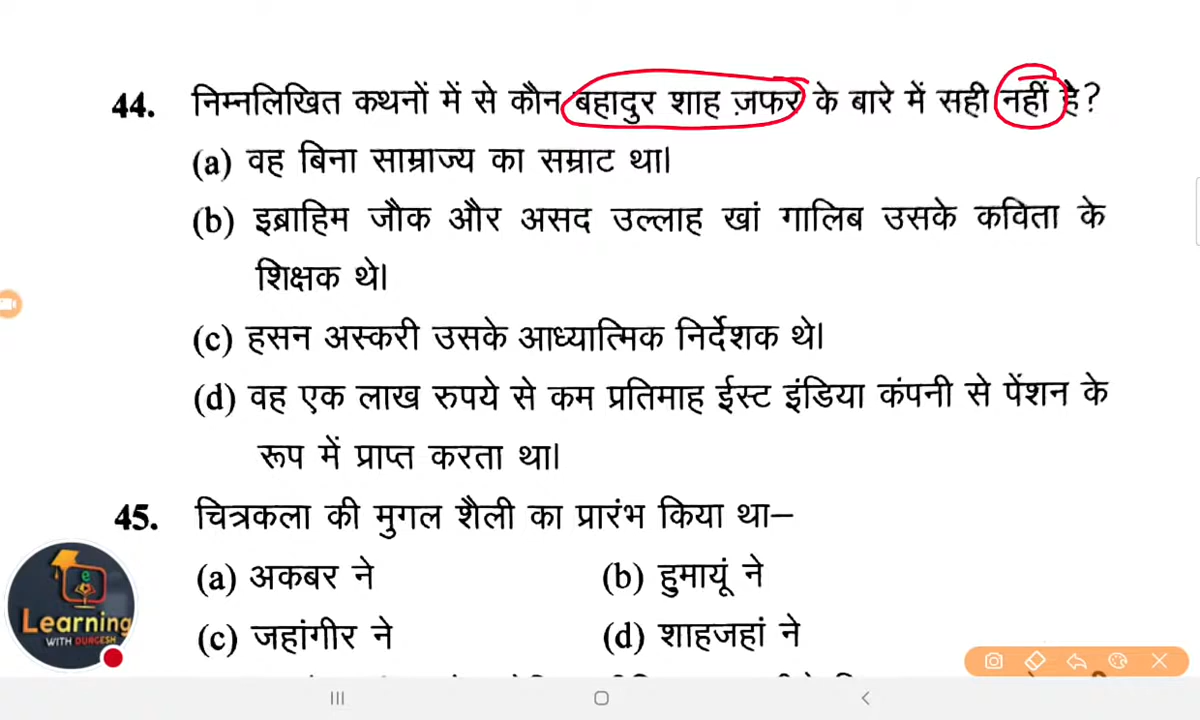 44. निम्नलिखित कथनों में से कौन बहादुर शाह ज़फर के बारे में सही नहीं है?
(a) वह बिना साम्राज्य का सम्राट था।
(b) इब्राहिम जौक और असद उल्लाह खां गालिब उसके कविता के
शिक्षक थे।
(c) हसन अस्करी उसके आध्यात्मिक निर्देशक थे।
(d) वह एक लाख रुपये से कम प्रतिमाह ईस्ट इंडिया कंपनी से पेंशन के
रूप में प्राप्त करता था।
45. चित्रकला की मुगल शैली का प्रारंभ किया था—
(a) अकबर ने (b) हुमायूं ने
(c) जहांगीर ने (d) शाहजहां ने
e
Learning
WITH DURGESH